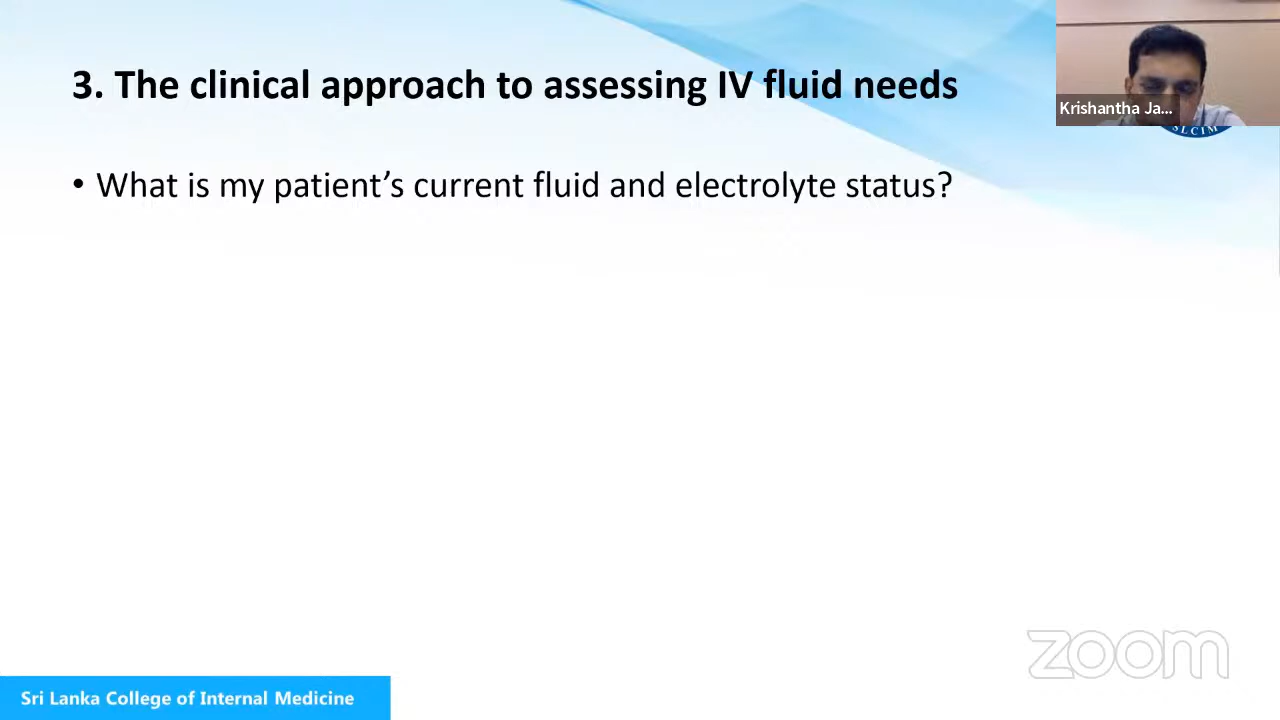 3. The clinical approach to assessing IV fluid needs
Krishantha Ja...
SLCIM
• What is my patient’s current fluid and electrolyte status?
zoom
Sri Lanka College of Internal Medicine